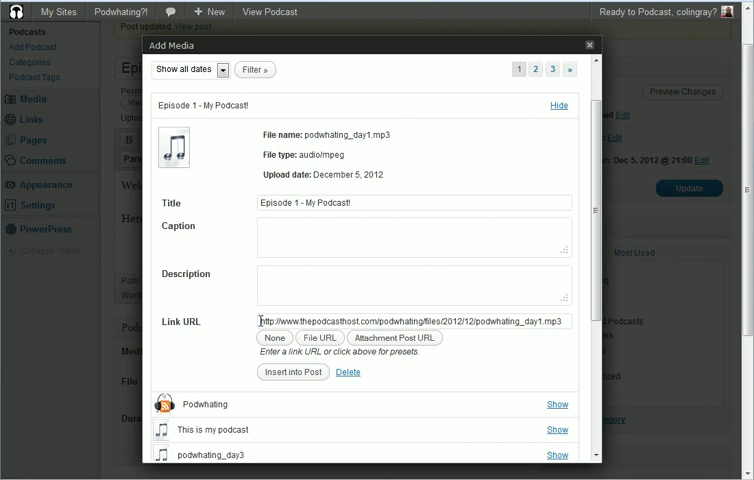 My Sites Podwhating?! + New View Podcast Ready to Podcast, colingray?
Post updated. View post
Podcasts
Add Podcast
Categories
Podcast Tags
Media
Links
Pages
Comments
Appearance
Settings
PowerPress
Collapse menu
Add Media
Show all dates Filter » 1 2 3 »
Episode 1 - My Podcast! Hide
File name: podwhating_day1.mp3
File type: audio/mpeg
Upload date: December 5, 2012
Title Episode 1 - My Podcast!
Caption
Description
Link URL http://www.thepodcasthost.com/podwhating/files/2012/12/podwhating_day1.mp3
None File URL Attachment Post URL
Enter a link URL or click above for presets.
Insert into Post Delete
Podwhating Show
This is my podcast Show
podwhating_day3 Show
Preview Changes
Edit
Edit
Dec 5, 2012 @ 21:00 Edit
Update
Most Used
Podcasts